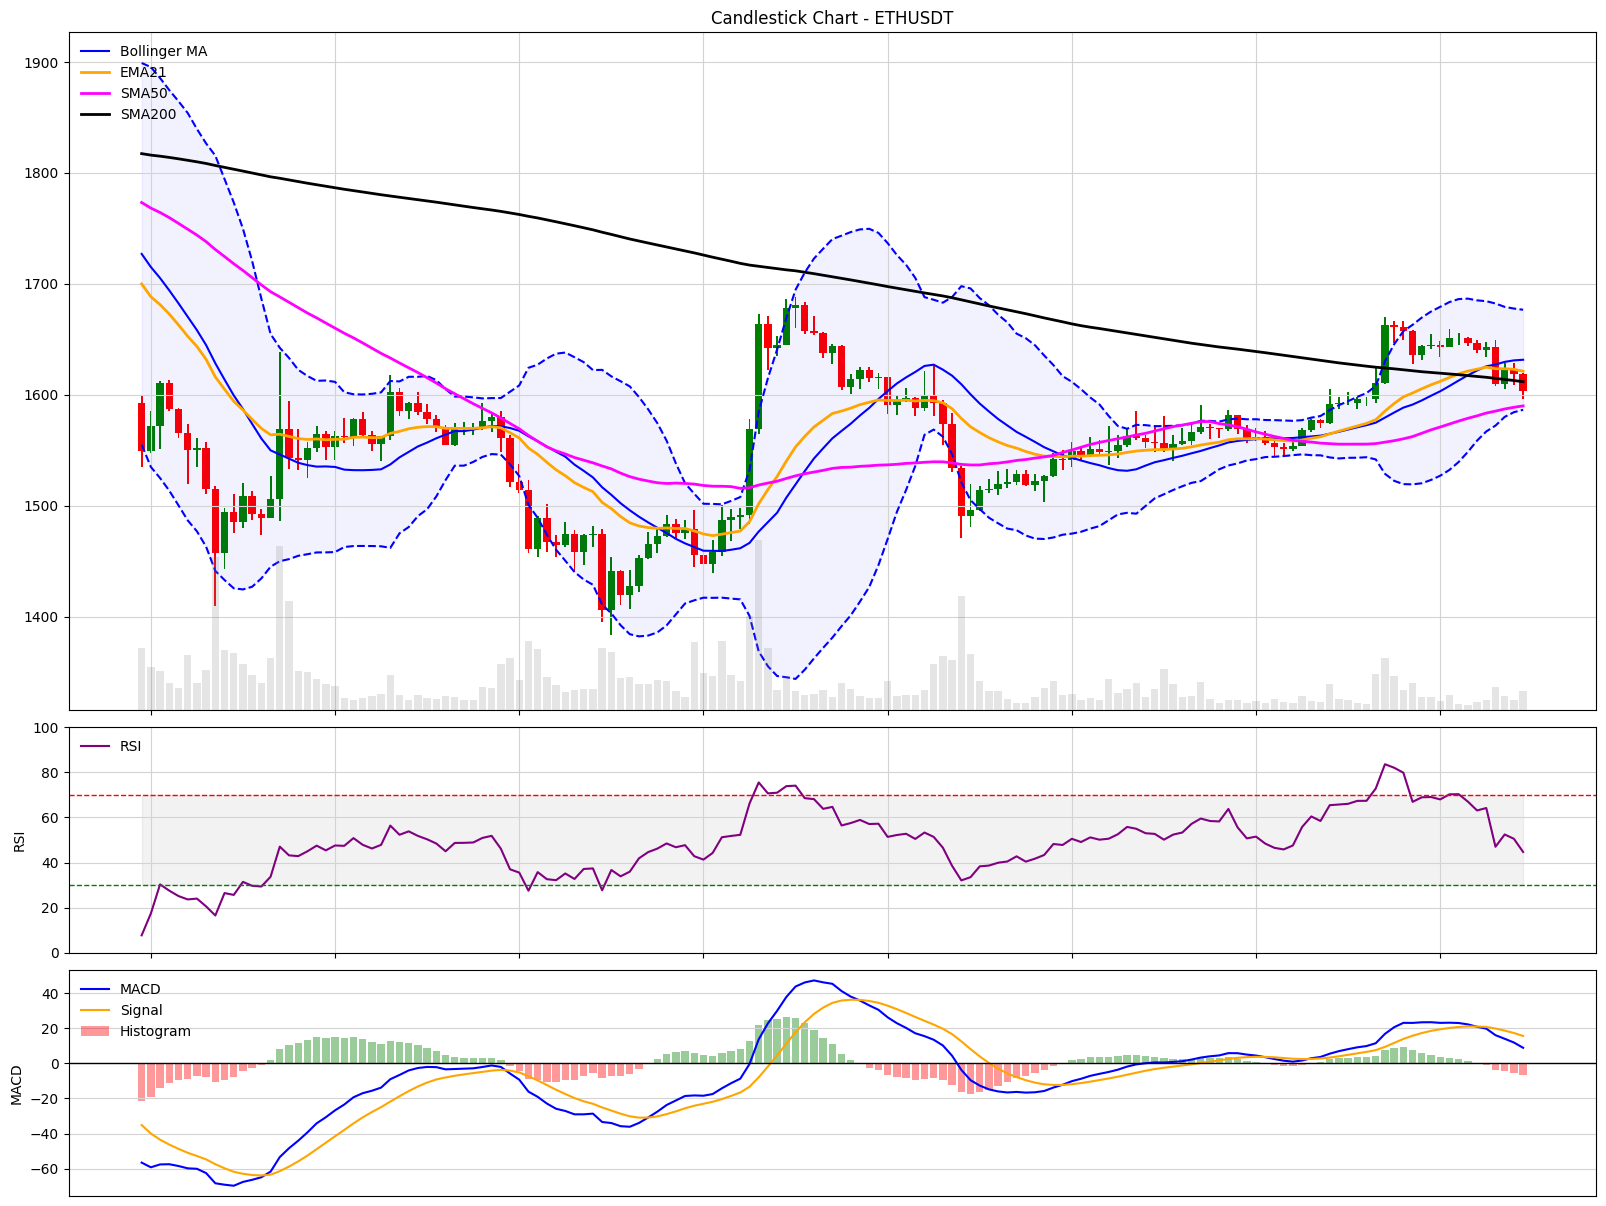 Candlestick Chart - ETHUSDT
Bollinger MA
EMA21
SMA50
SMA200
1900
1800
1700
1600
1500
1400
RSI
100
80
60
40
20
0
RSI
MACD
Signal
Histogram
40
20
0
−20
−40
−60
MACD